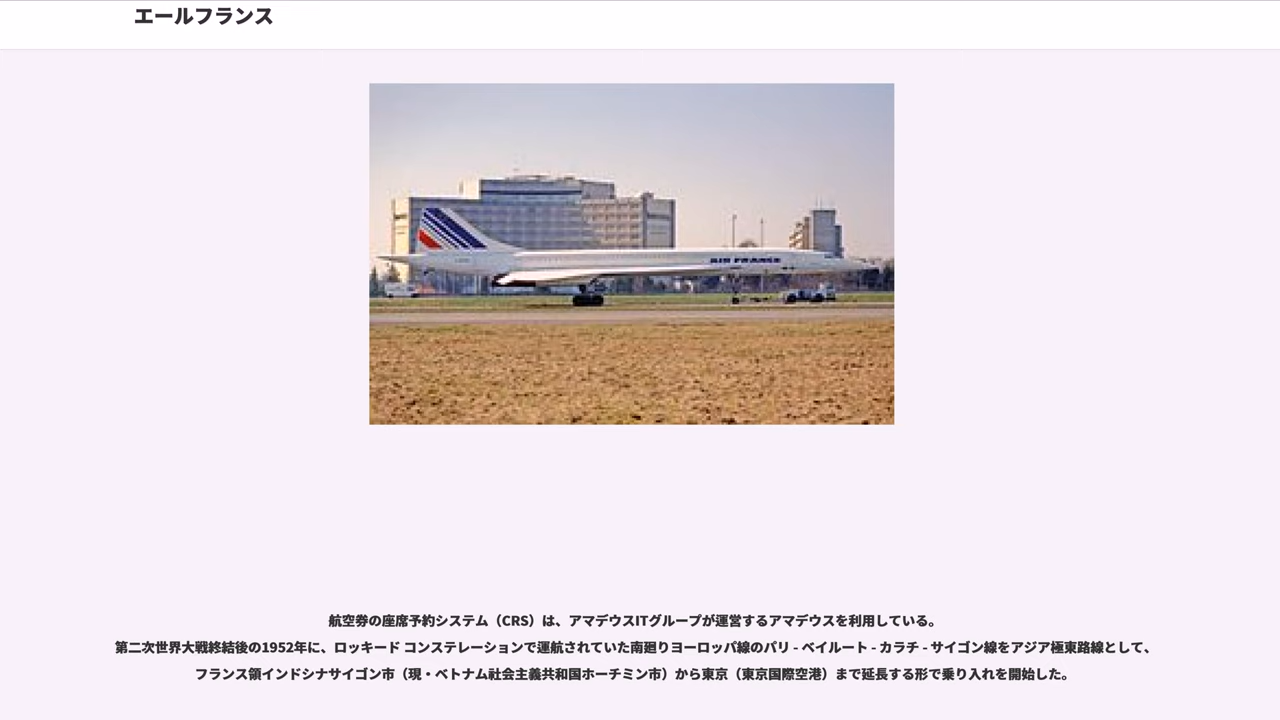 エールフランス
AIR FRANCE
航空券の座席予約システム（CRS）は、アマデウスITグループが運営するアマデウスを利用している。
第二次世界大戦終結後の1952年に、ロッキード コンステレーションで運航されていた南廻りヨーロッパ線のパリ - ベイルート - カラチ - サイゴン線をアジア極東路線として、
フランス領インドシナサイゴン市（現・ベトナム社会主義共和国ホーチミン市）から東京（東京国際空港）まで延長する形で乗り入れを開始した。